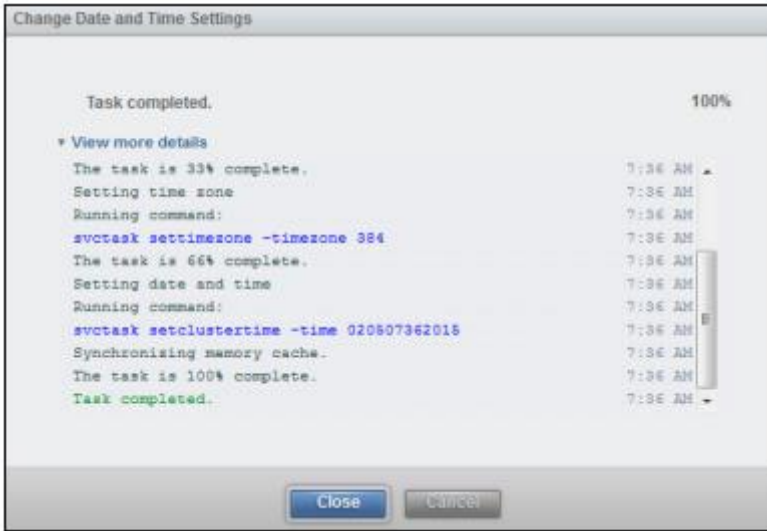 Change Date and Time Settings
Task completed. 100%
View more details
The task is 33% complete. 7:36 AM
Setting time zone 7:36 AM
Running command: 7:36 AM
svctask settimezone -timezone 384 7:36 AM
The task is 66% complete. 7:36 AM
Setting date and time 7:36 AM
Running command: 7:36 AM
svctask setclustertime -time 020507362015 7:36 AM
Synchronizing memory cache. 7:36 AM
The task is 100% complete. 7:36 AM
Task completed. 7:36 AM
Close Cancel